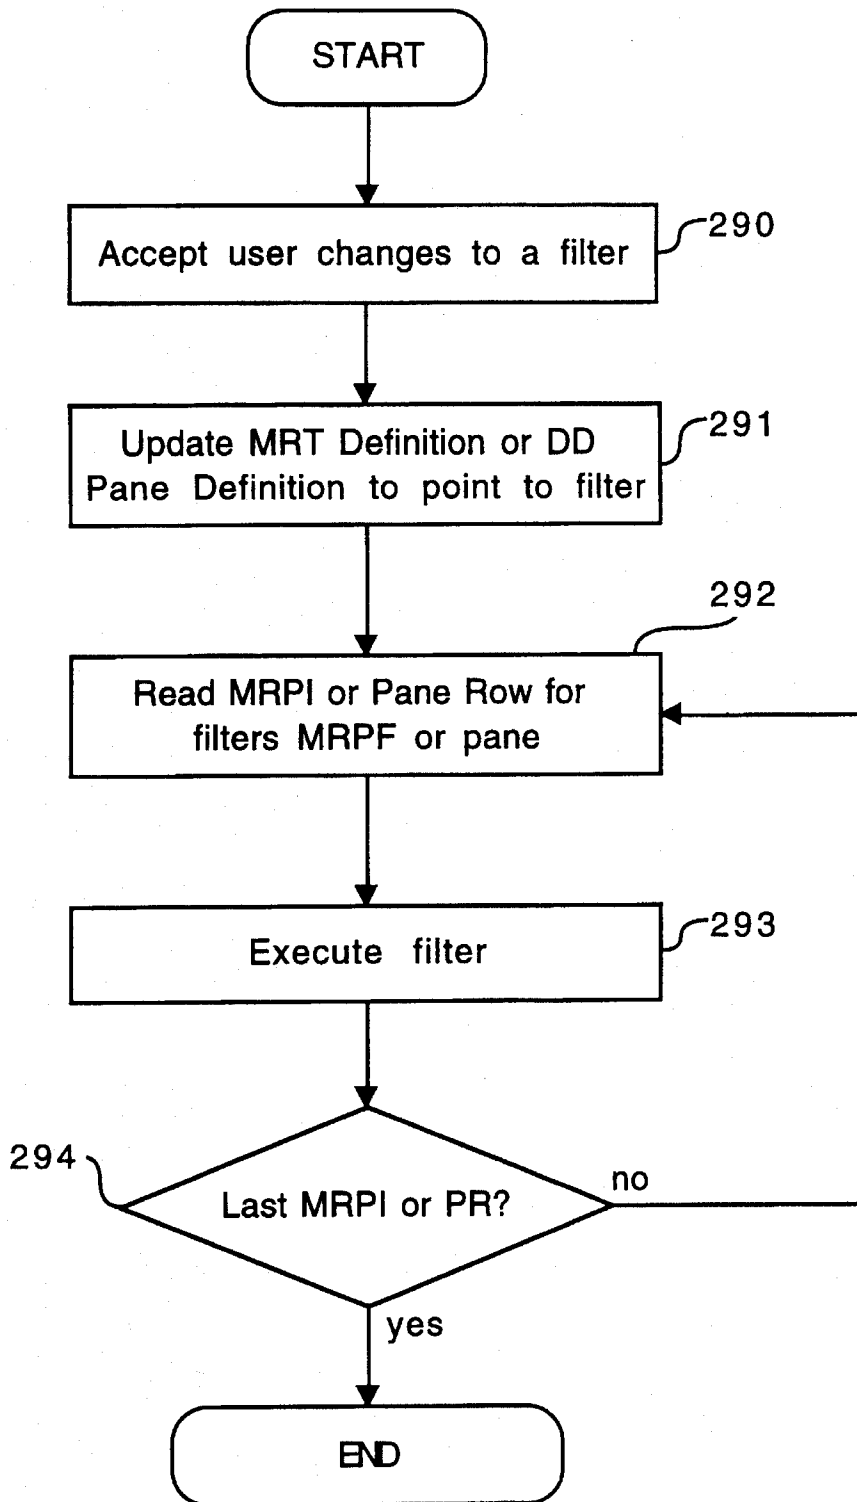 START
Accept user changes to a filter
290
Update MRT Definition or DD
Pane Definition to point to filter
291
292
Read MRPI or Pane Row for
filters MRPF or pane
Execute filter
293
294
Last MRPI or PR?
no
yes
END